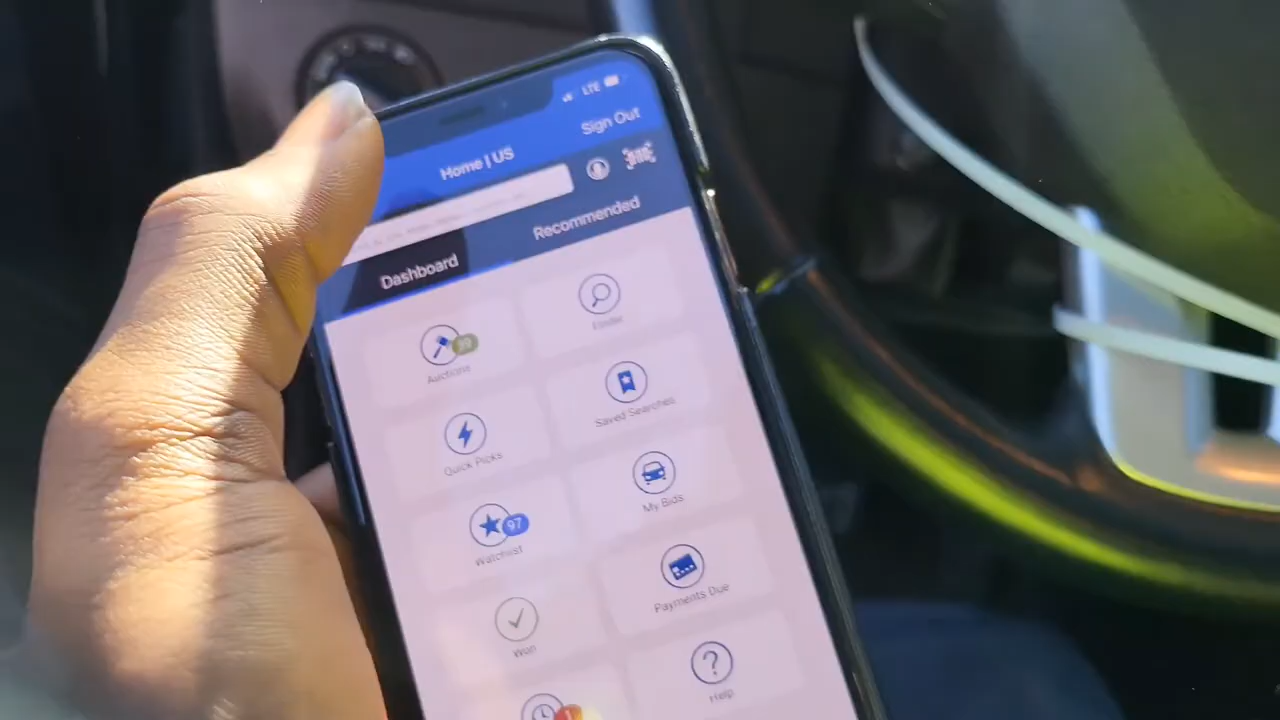 LTE
Sign Out
Home | US
Dashboard
Recommended
99
Auctions
Finder
Quick Picks
Saved Searches
97
Watchlist
My Bids
Won
Payments Due
Help